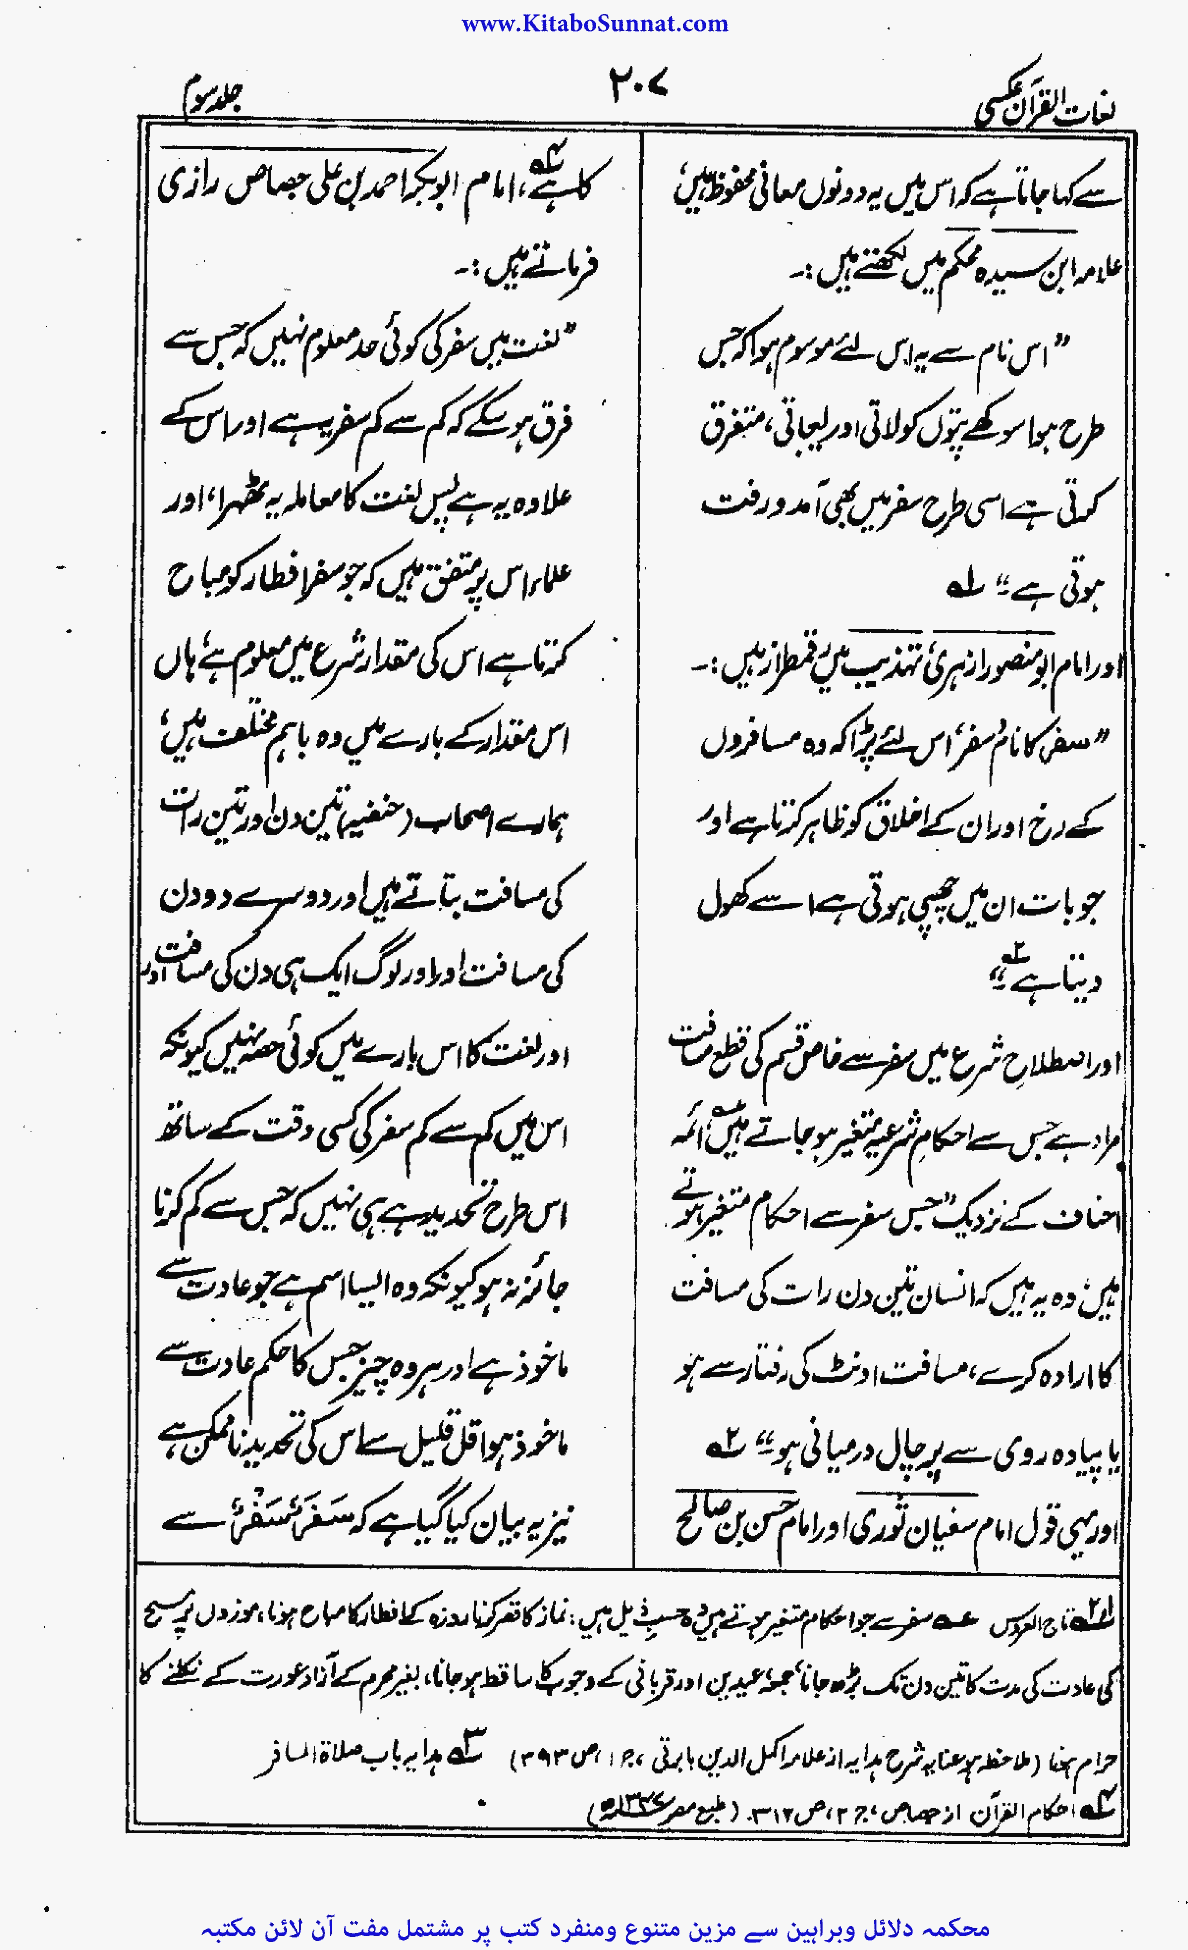 www.KitaboSunnat.com
لغات القرآن عکسی
۲۰۷
جلد سوم
سے کہا جاتا ہے کہ اس میں یہ دونوں معانی محفوظ ہیں،
علامہ ابن سیدہ محکم میں لکھتے ہیں :۔
”اس نام سے یہ اس لئے موسوم ہوا کہ جس
طرح ہوا سوکھے پتوں کو لاتی اور لیجاتی، متفرق
کرتی ہے اسی طرح سفر میں بھی آمد و رفت
ہوتی ہے“ ۱؎
اور امام ابو منصور ازہریؒ تہذیب میں رقمطراز ہیں :۔
”سفر کا نام سفر اس لئے پڑا کہ وہ مسافروں
کے رخ اور ان کے اخلاق کو ظاہر کرتا ہے اور
جو بات ان میں چھپی ہوتی ہے اسے کھول
دیتا ہے“ ۲؎
اور اصطلاحِ شرع میں سفر سے خاص قسم کی قطع مسافت
مراد ہے جس سے احکامِ شرعیہ متغیر ہو جاتے ہیں ؎ ائمہ
احناف کے نزدیک ”جس سفر سے احکام متغیر ہوتے
ہیں، وہ یہ ہیں کہ انسان تین دن رات کی مسافت
کا ارادہ کرے، مسافت اونٹ کی رفتار سے ہو
یا پیادہ روی سے پر چال درمیانی ہو“ ۲؎
اور یہی قول امام سفیان ثوری اور امام حسن بن صالح
کا ہے ۴؎، امام ابوبکر احمد بن علی جصاص رازی
فرماتے ہیں :۔
”لغت میں سفر کی کوئی حد معلوم نہیں کہ جس سے
فرق ہو سکے کہ کم سے کم سفر یہ ہے اور اس کے
علاوہ یہ ہے پس لغت کا معاملہ یہ ٹھہرا، اور
علماء اس پر متفق ہیں کہ جو سفر افطار کو مباح
کرتا ہے اس کی مقدار شرع میں معلوم ہے، ہاں
اس مقدار کے بارے میں وہ باہم مختلف ہیں،
ہمارے اصحاب (حنفیہ) تین دن اور تین رات
کی مسافت بتاتے ہیں اور دوسرے دو دن
کی مسافت اور اور لوگ ایک ہی دن کی مسافت اور
اور لغت کا اس بارے میں کوئی حصہ نہیں کیونکہ
اس میں کم سے کم سفر کی کسی وقت کے ساتھ
اس طرح تحدید ہے ہی نہیں کہ جس سے کم کرنا
جائز نہ ہو کیونکہ وہ ایسا اسم ہے جو عادت سے
ماخوذ ہے اور ہر وہ چیز جس کا حکم عادت سے
ماخوذ ہو اقل قلیل سے اس کی تحدید ناممکن ہے
نیز یہ بیان کیا گیا ہے کہ سَفَرٌ، سَفْرٌ سے
۱؎ ۲؎ تاج العروس ؎ سفر سے جو احکام متغیر ہوتے ہیں وہ حسب ذیل ہیں : نماز کا قصر کرنا، روزہ کے افطار کا مباح ہونا، موزوں پر مسح
کی عادت کی مدت کا تین دن تک بڑھ جانا، جمعہ، عیدین اور قربانی کے وجوب کا ساقط ہو جانا، بغیر محرم کے آزاد عورت کے نکلنے کا
حرام ہونا (ملاحظہ ہو عنایہ شرح ہدایہ از علامہ اکمل الدین بابرتی، ج ۱، ص ۳۹۳) ۳؎ ہدایہ باب صلاۃ المسافر
۴؎ احکام القرآن از جصاص، ج ۲، ص ۳۱۲۔ (طبع مصر ۱۳۴۷ھ)
محکمہ دلائل وبراہین سے مزین متنوع ومنفرد کتب پر مشتمل مفت آن لائن مکتبہ